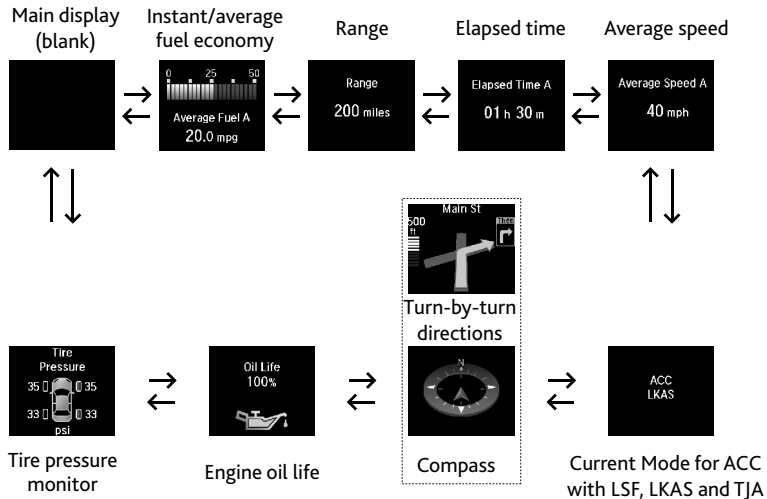 Main display
(blank)
Instant/average
fuel economy
Range
Elapsed time
Average speed
0 25 50
Average Fuel A
20.0 mpg
Range
200 miles
Elapsed Time A
01 h 30 m
Average Speed A
40 mph
Main St
500
ft
Then
Turn-by-turn
directions
Tire
Pressure
35 35
33 33
psi
Oil Life
100%
N
ACC
LKAS
Tire pressure
monitor
Engine oil life
Compass
Current Mode for ACC
with LSF, LKAS and TJA